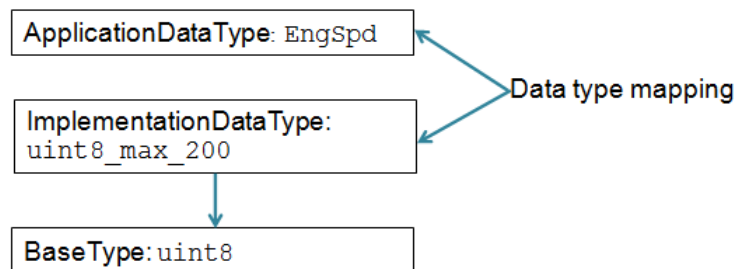 ApplicationDataType: EngSpd
Data type mapping
ImplementationDataType:
uint8_max_200
BaseType: uint8